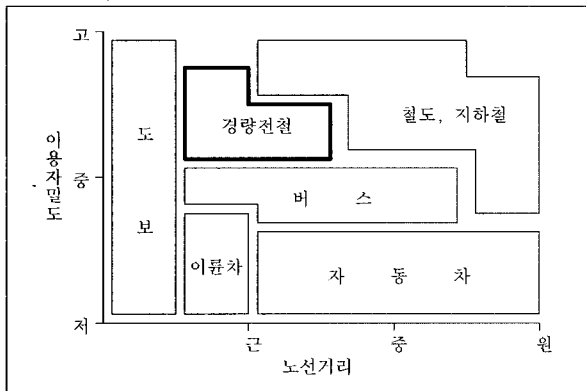 고
경량전철
철도, 지하철
도
보
이용자밀도
중
버 스
이륜차
자 동 차
저
근
중
원
노선거리